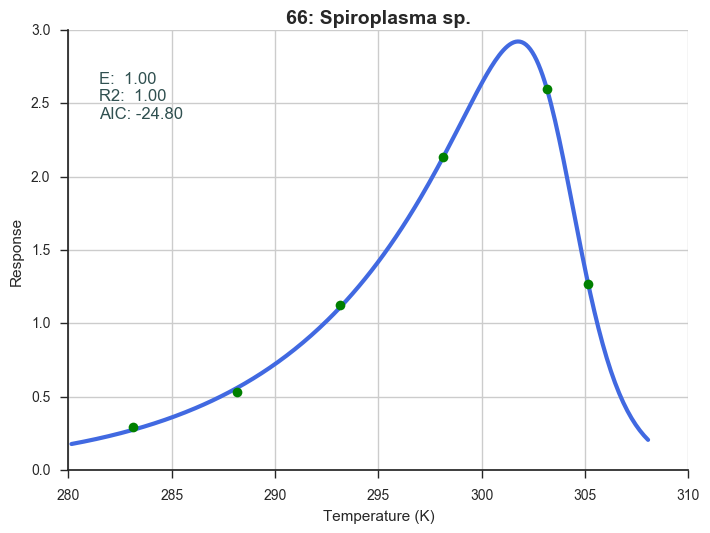 66: Spiroplasma sp.
E:  1.00
R2:  1.00
AIC: -24.80
Response
3.0
2.5
2.0
1.5
1.0
0.5
0.0
280 285 290 295 300 305 310
Temperature (K)